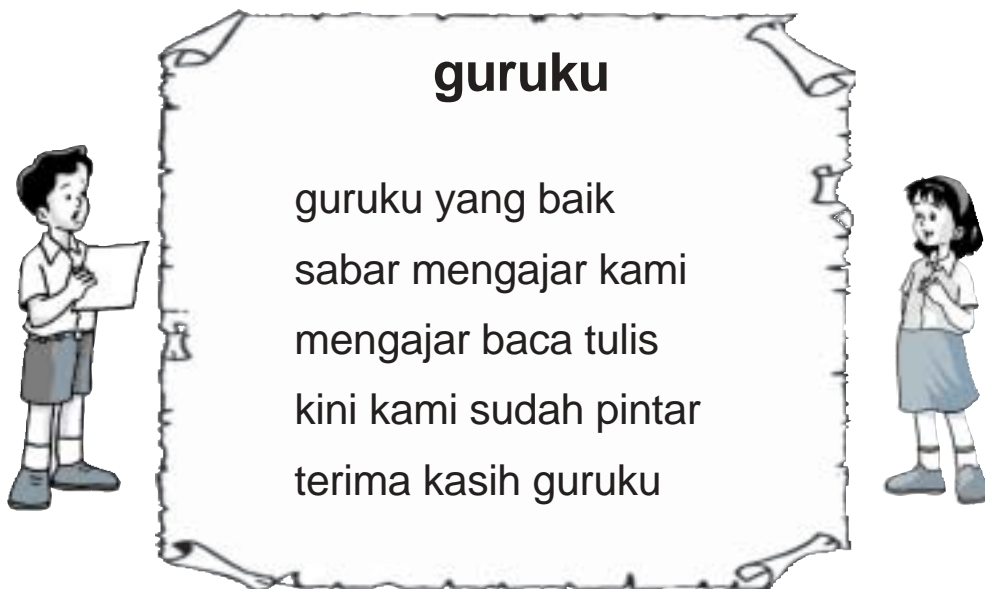 guruku
guruku yang baik
sabar mengajar kami
mengajar baca tulis
kini kami sudah pintar
terima kasih guruku